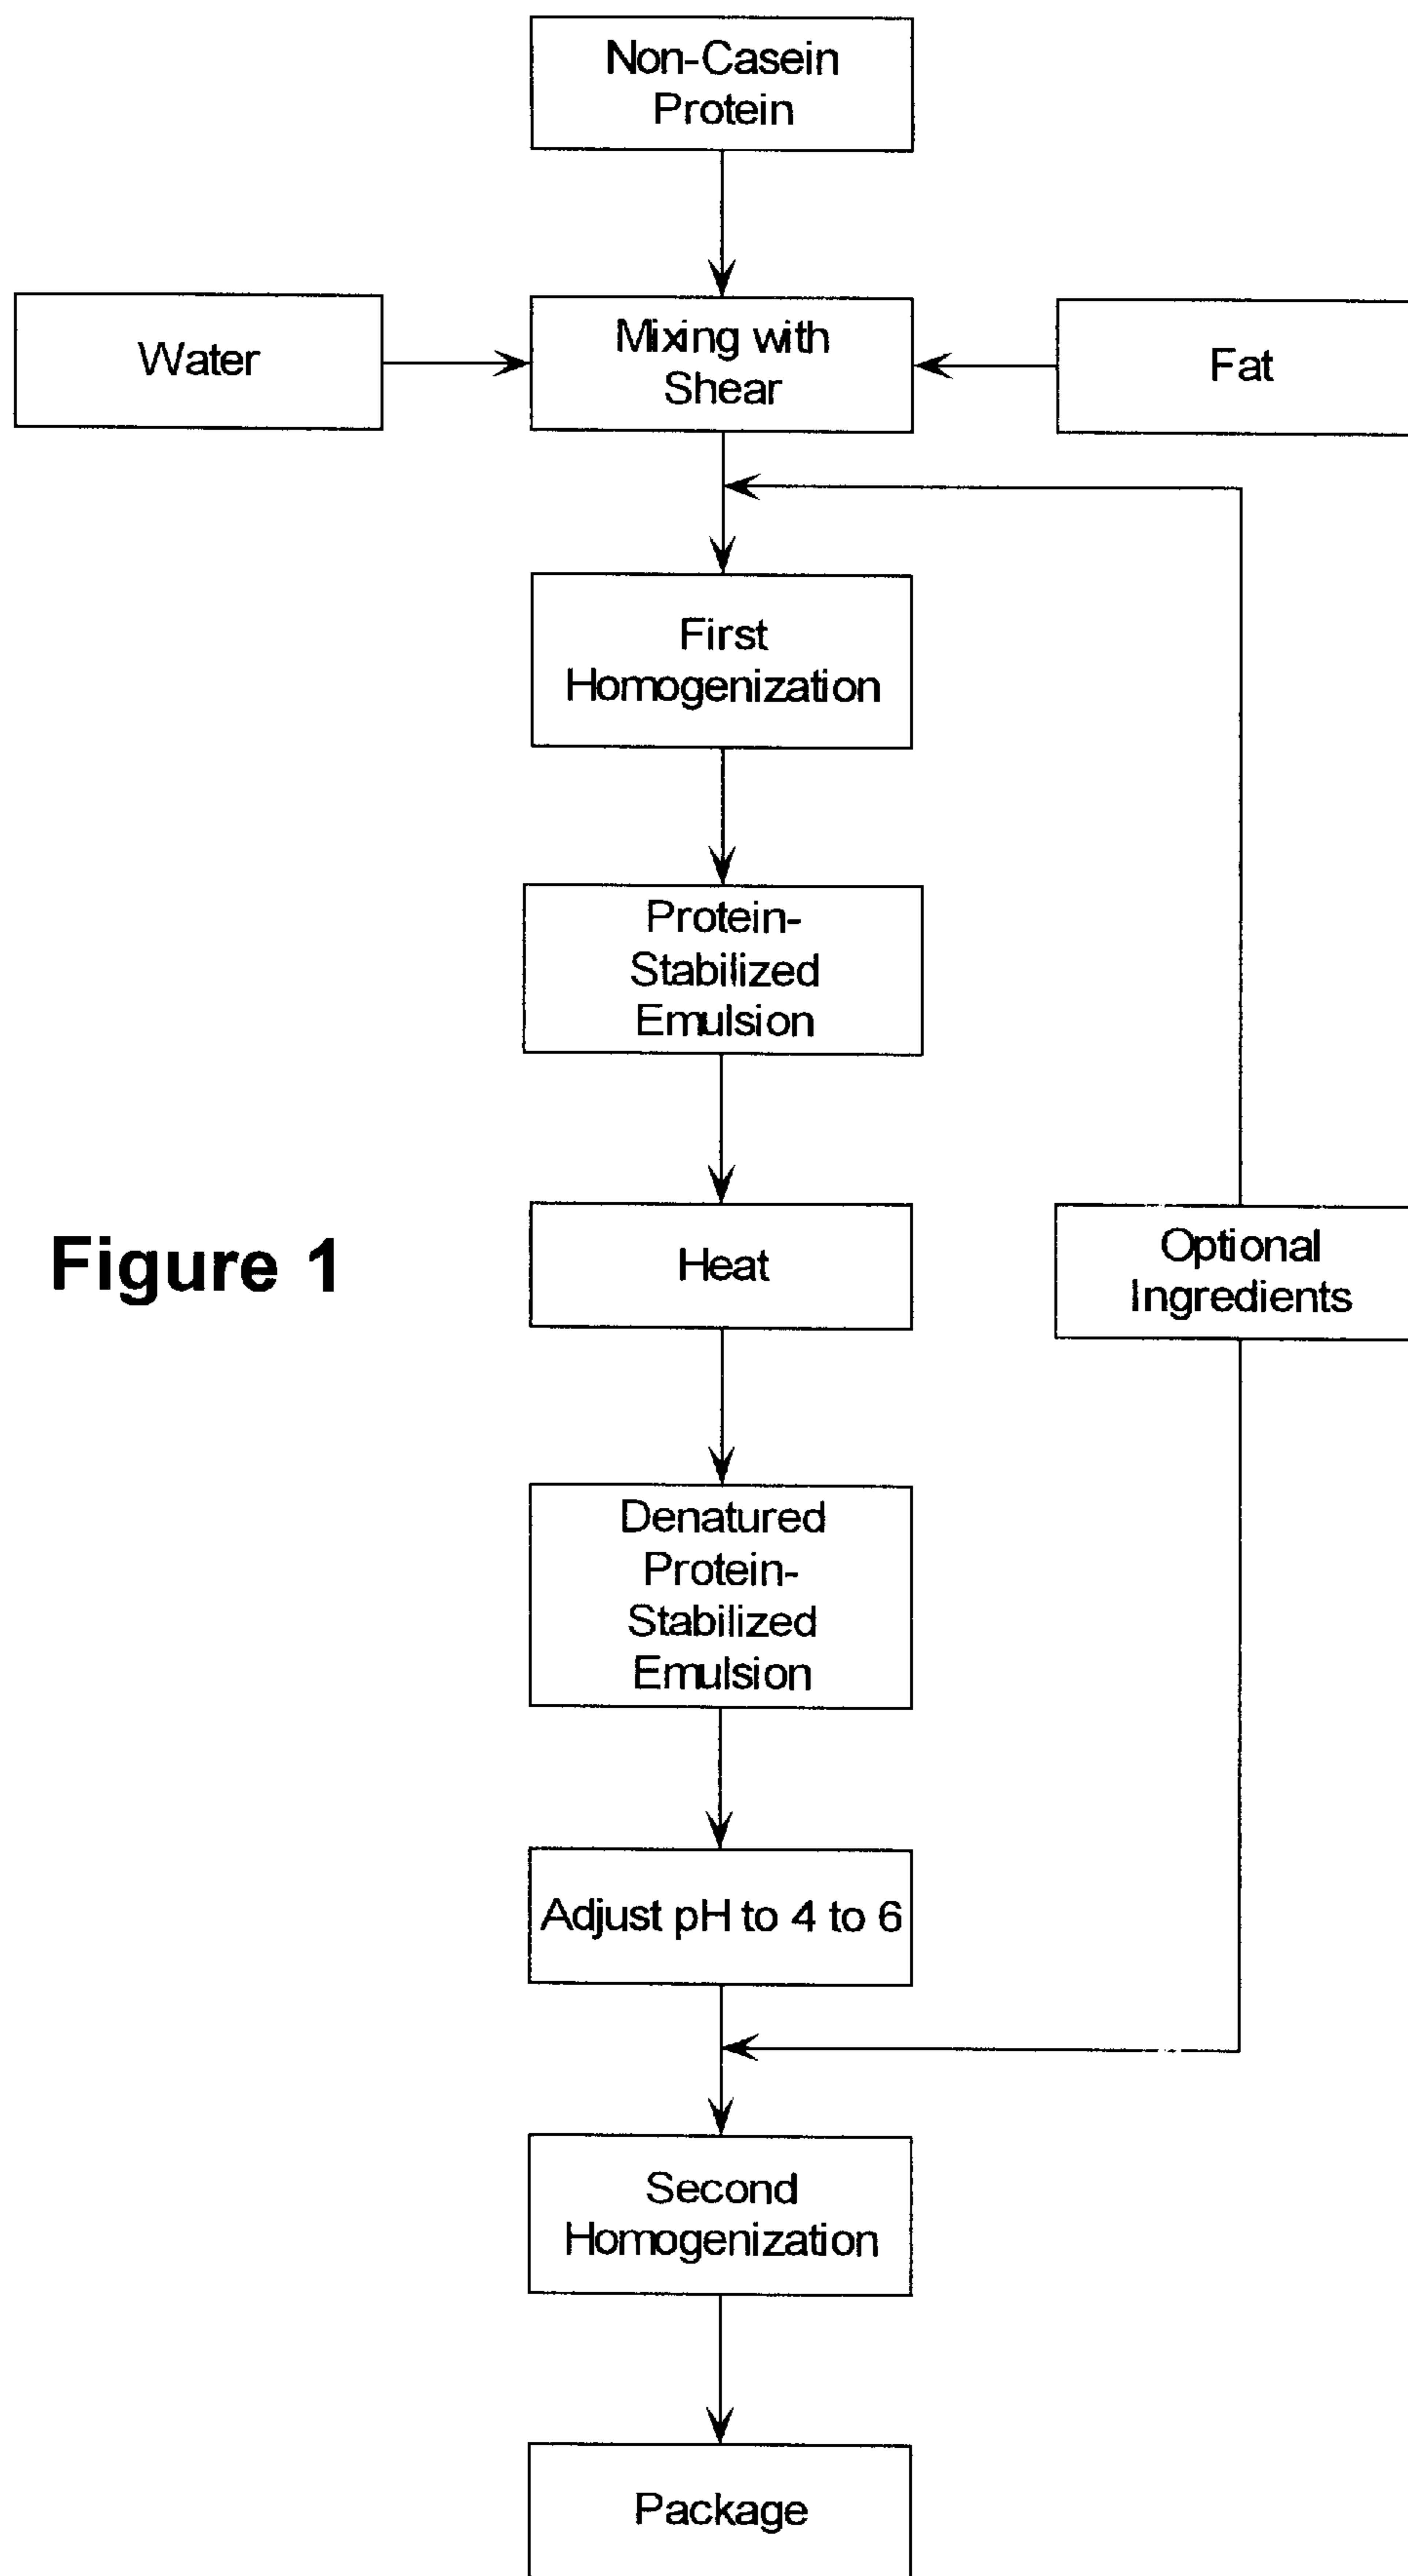 Non-Casein
Protein
Water
Mixing with
Shear
Fat
First
Homogenization
Protein-
Stabilized
Emulsion
Figure 1
Heat
Optional
Ingredients
Denatured
Protein-
Stabilized
Emulsion
Adjust pH to 4 to 6
Second
Homogenization
Package